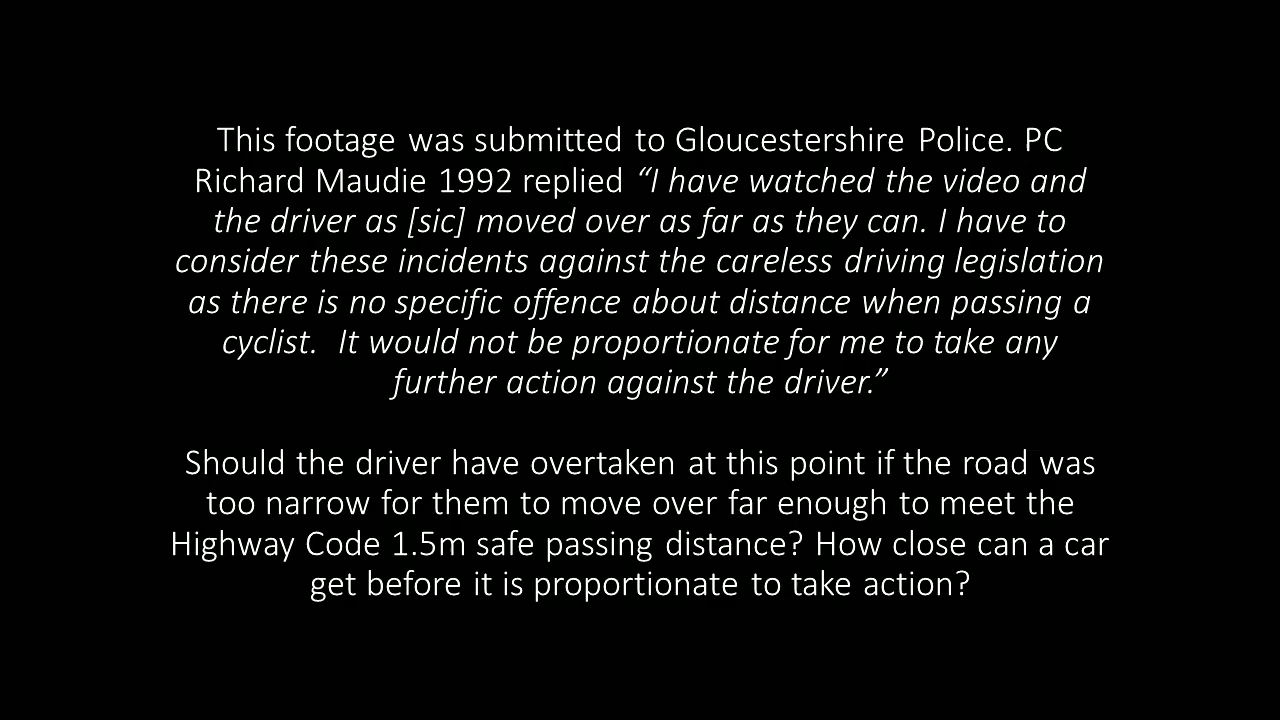 This footage was submitted to Gloucestershire Police. PC
Richard Maudie 1992 replied “I have watched the video and
the driver as [sic] moved over as far as they can. I have to
consider these incidents against the careless driving legislation
as there is no specific offence about distance when passing a
cyclist.  It would not be proportionate for me to take any
further action against the driver.”
Should the driver have overtaken at this point if the road was
too narrow for them to move over far enough to meet the
Highway Code 1.5m safe passing distance? How close can a car
get before it is proportionate to take action?